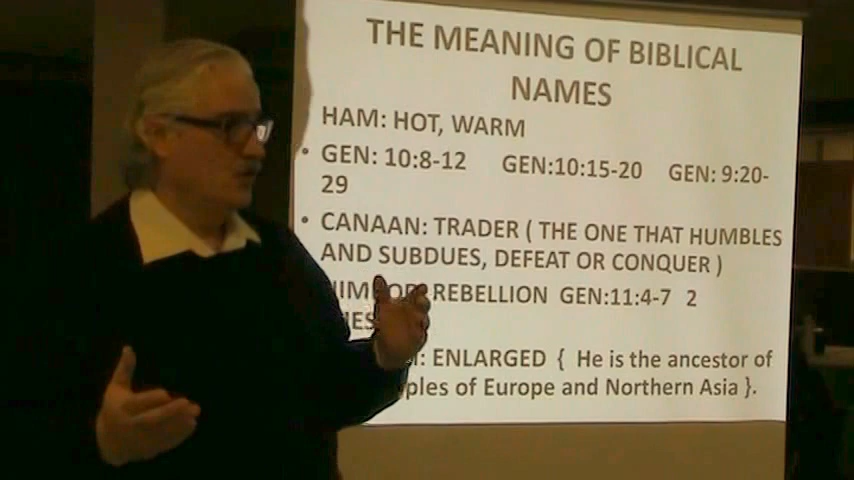 THE MEANING OF BIBLICAL
NAMES
HAM: HOT, WARM
• GEN: 10:8-12 GEN:10:15-20 GEN: 9:20-
29
• CANAAN: TRADER ( THE ONE THAT HUMBLES
AND SUBDUES, DEFEAT OR CONQUER )
REBELLION GEN:11:4-7 2
ENLARGED { He is the ancestor of
of Europe and Northern Asia }.